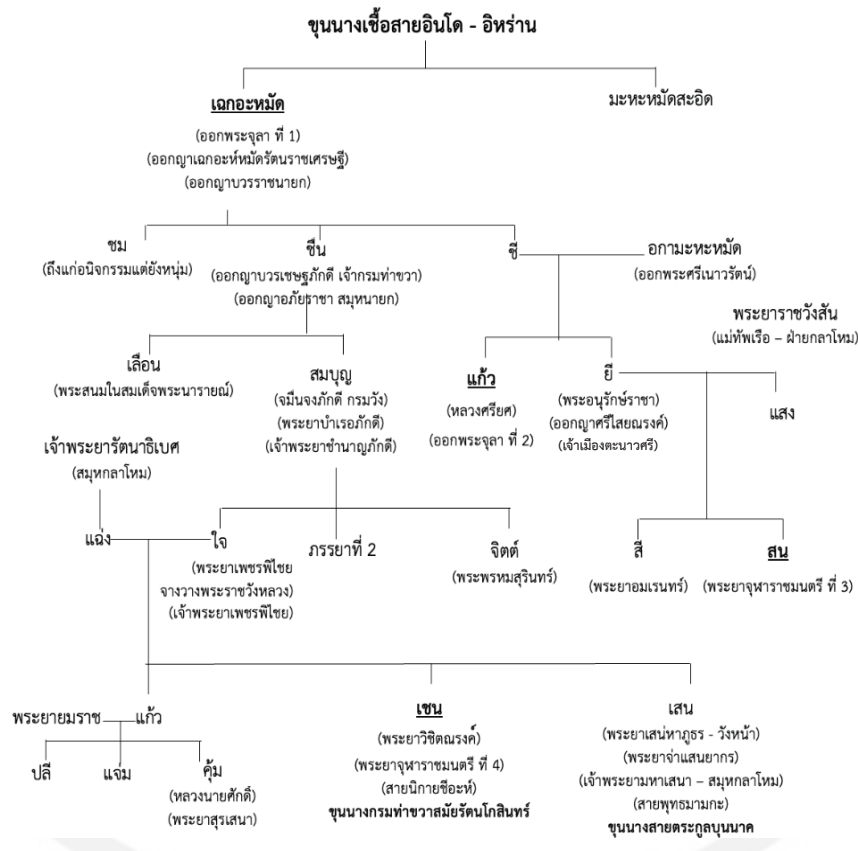 ขุนนางเชื้อสายอินโด - อิหร่าน
เฉกอะหมัด
(ออกพระจุลา ที่ 1)
(ออกญาเฉกอะห์หมัดรัตนราชเศรษฐี)
(ออกญาบวรราชนายก)
มะหะหมัดสะอิด
ชม
(ถึงแก่อนิจกรรมแต่ยังหนุ่ม)
ชื่น
(ออกญาบวรเชษฐภักดี เจ้ากรมท่าขวา)
(ออกญาอภัยราชา สมุหนายก)
ชี
อกามะหะหมัด
(ออกพระศรีเนาวรัตน์)
พระยาราชวังสัน
(แม่ทัพเรือ – ฝ่ายกลาโหม)
เลือน
(พระสนมในสมเด็จพระนารายณ์)
สมบุญ
(จมื่นจงภักดี กรมวัง)
(พระยาบำเรอภักดี)
(เจ้าพระยาชำนาญภักดี)
แก้ว
(หลวงศรียศ)
(ออกพระจุลา ที่ 2)
ยี
(พระอนุรักษ์ราชา)
(ออกญาศรีไสยณรงค์)
(เจ้าเมืองตะนาวศรี)
แสง
เจ้าพระยารัตนาธิเบศ
(สมุหกลาโหม)
แฉ่ง
ใจ
(พระยาเพชรพิไชย
จางวางพระราชวังหลวง)
(เจ้าพระยาเพชรพิไชย)
ภรรยาที่ 2
จิตต์
(พระพรหมสุรินทร์)
สี
(พระยาอมเรนทร์)
สน
(พระยาจุฬาราชมนตรี ที่ 3)
พระยายมราช
แก้ว
ปลี
แจ่ม
คุ้ม
(หลวงนายศักดิ์)
(พระยาสุรเสนา)
เชน
(พระยาวิชิตณรงค์)
(พระยาจุฬาราชมนตรี ที่ 4)
(สายนิกายชีอะห์)
ขุนนางกรมท่าขวาสมัยรัตนโกสินทร์
เสน
(พระยาเสน่หาภูธร - วังหน้า)
(พระยาจ่าแสนยากร)
(เจ้าพระยามหาเสนา – สมุหกลาโหม)
(สายพุทธมามกะ)
ขุนนางสายตระกูลบุนนาค